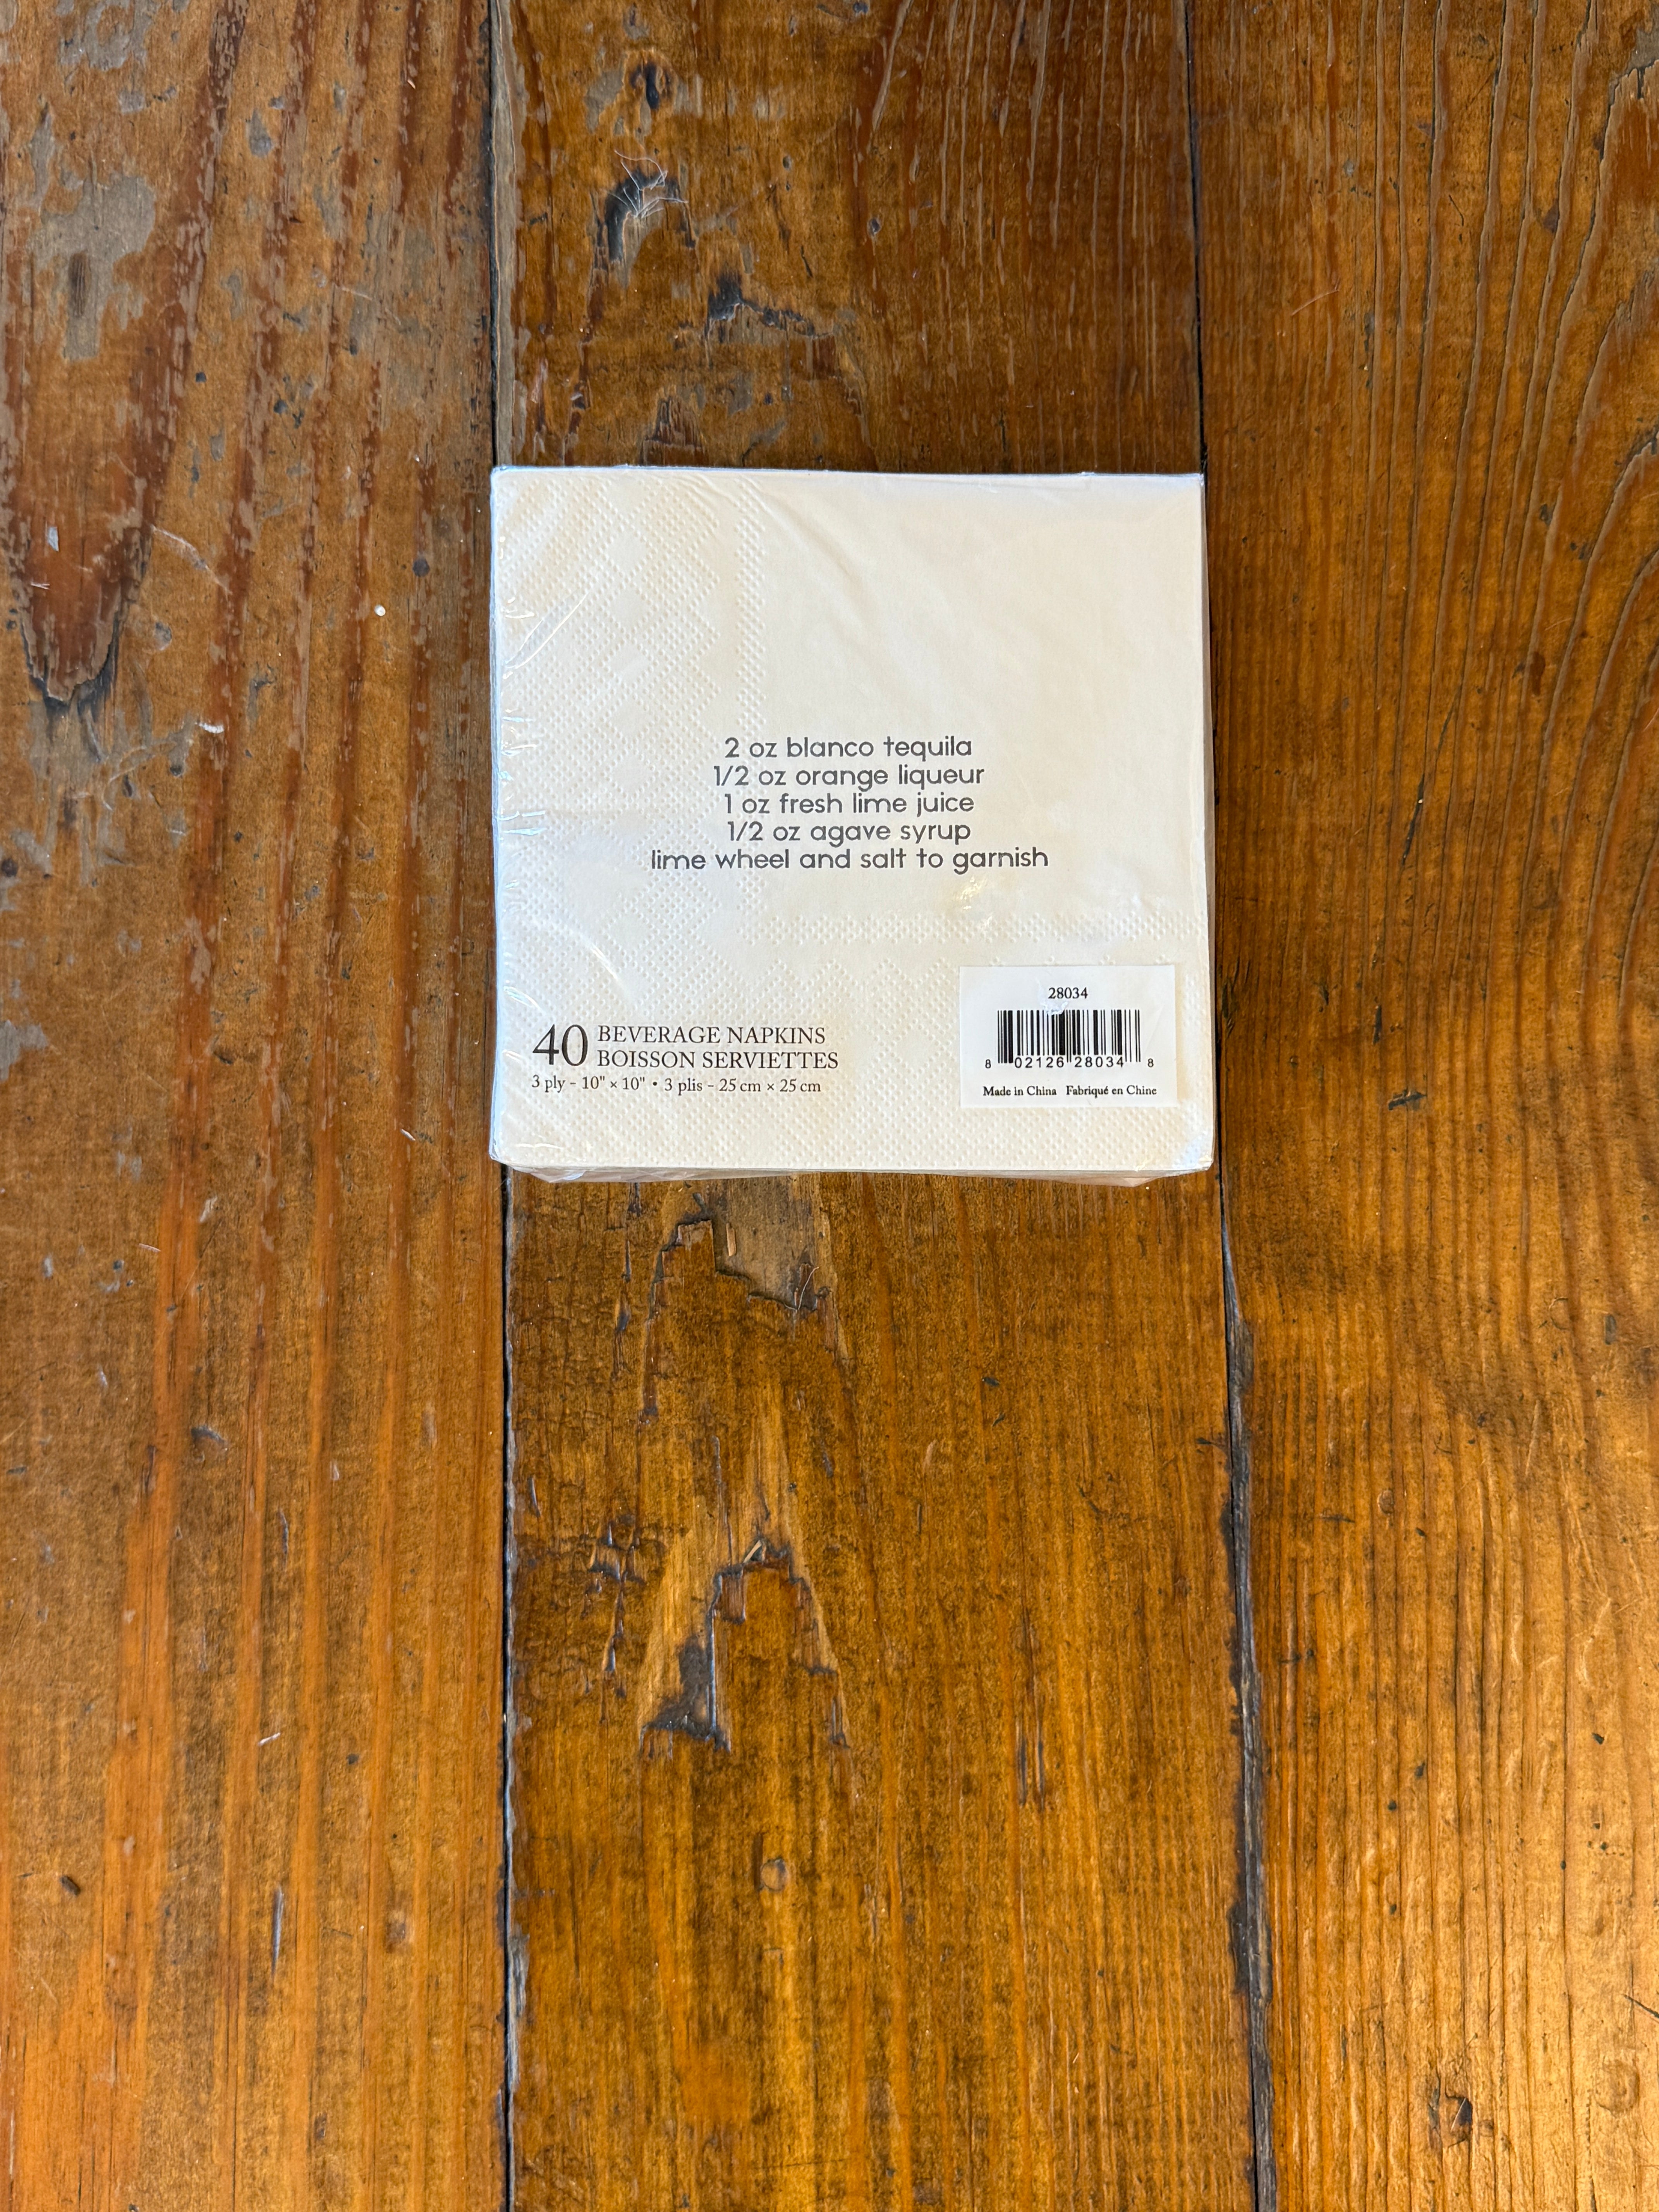 2 oz blanco tequila
1/2 oz orange liqueur
1 oz fresh lime juice
1/2 oz agave syrup
lime wheel and salt to garnish
40 BEVERAGE NAPKINS
BOISSON SERVIETTES
3 ply – 10" × 10" • 3 plis – 25 cm × 25 cm
28034
8 02126 28034 8
Made in China Fabriqué en Chine